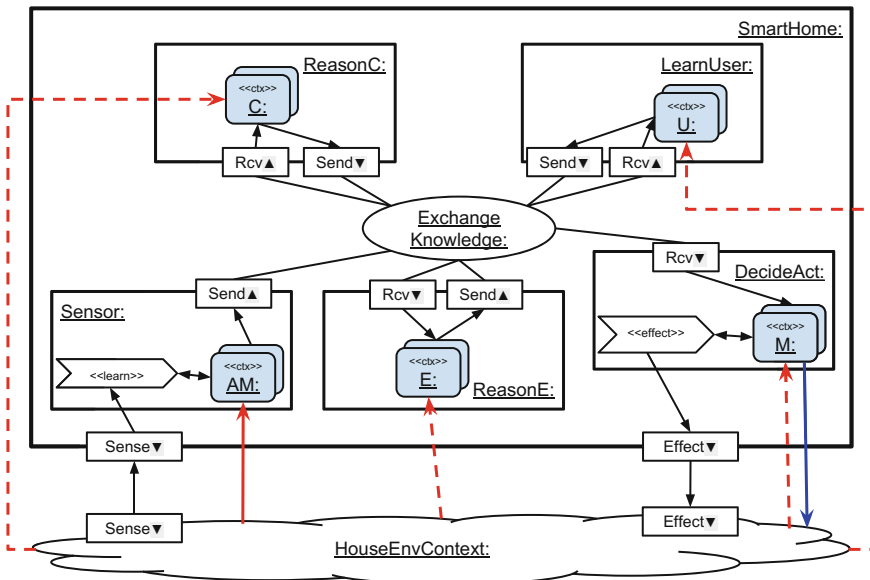 SmartHome:
ReasonC:
<<ctx>>
C:
Rcv▲
Send▼
LearnUser:
<<ctx>>
U:
Send▼
Rcv▲
Exchange
Knowledge:
Sensor:
Send▲
<<learn>>
<<ctx>>
AM:
Rcv▼
Send▲
<<ctx>>
E:
ReasonE:
Rcv▼
DecideAct:
<<effect>>
<<ctx>>
M:
Sense▼
Effect▼
Sense▼
Effect▼
HouseEnvContext: